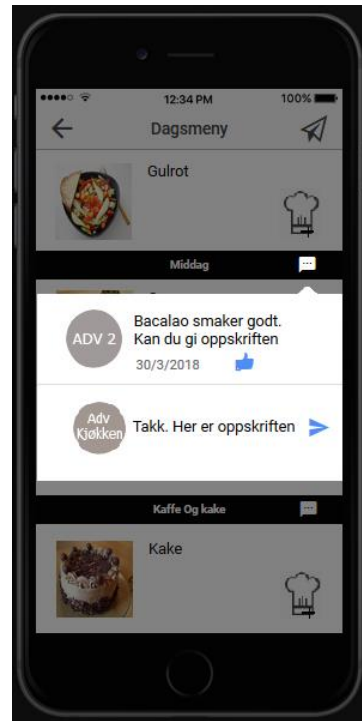 12:34 PM
100%
Dagsmeny
Gulrot
Middag
ADV 2
Bacalao smaker godt.
Kan du gi oppskriften
30/3/2018
Adv
Kjøkken
Takk. Her er oppskriften
Kaffe Og kake
Kake